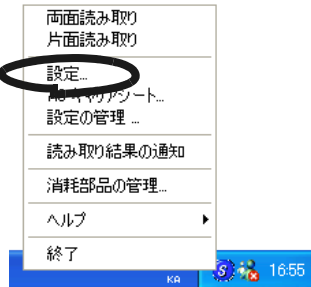 両面読み取り
片面読み取り
設定...
A3キャリアシート...
設定の管理 ...
読み取り結果の通知
消耗部品の管理...
ヘルプ
終了
KA
S
16:55